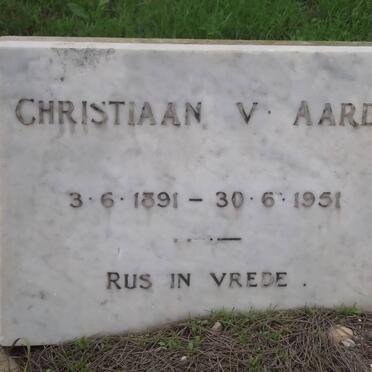 CHRISTIAAN V. AARD
3·6·1891 – 30·6·1951
RUS IN VREDE.